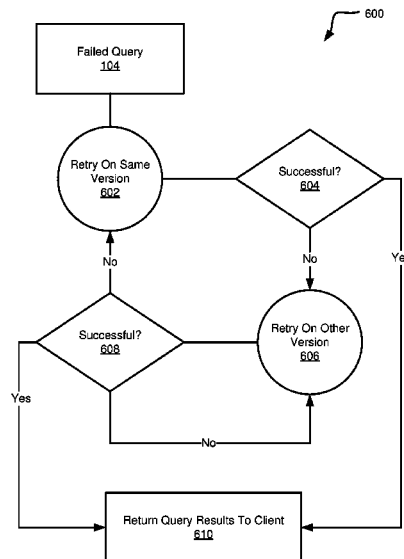 600
Failed Query
104
Retry On Same
Version
602
Successful?
604
Yes
No
No
Successful?
608
Retry On Other
Version
606
Yes
No
Return Query Results To Client
610